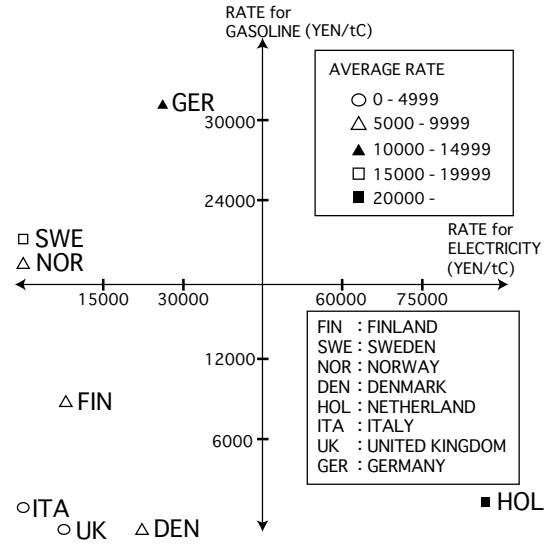 RATE for
GASOLINE (YEN/tC)
AVERAGE RATE
0 - 4999
5000 - 9999
10000 - 14999
15000 - 19999
20000 -
GER
30000
24000
SWE
NOR
RATE for
ELECTRICITY
(YEN/tC)
15000 30000 60000 75000
12000
6000
FIN
ITA
UK
DEN
HOL
FIN : FINLAND
SWE : SWEDEN
NOR : NORWAY
DEN : DENMARK
HOL : NETHERLAND
ITA : ITALY
UK : UNITED KINGDOM
GER : GERMANY